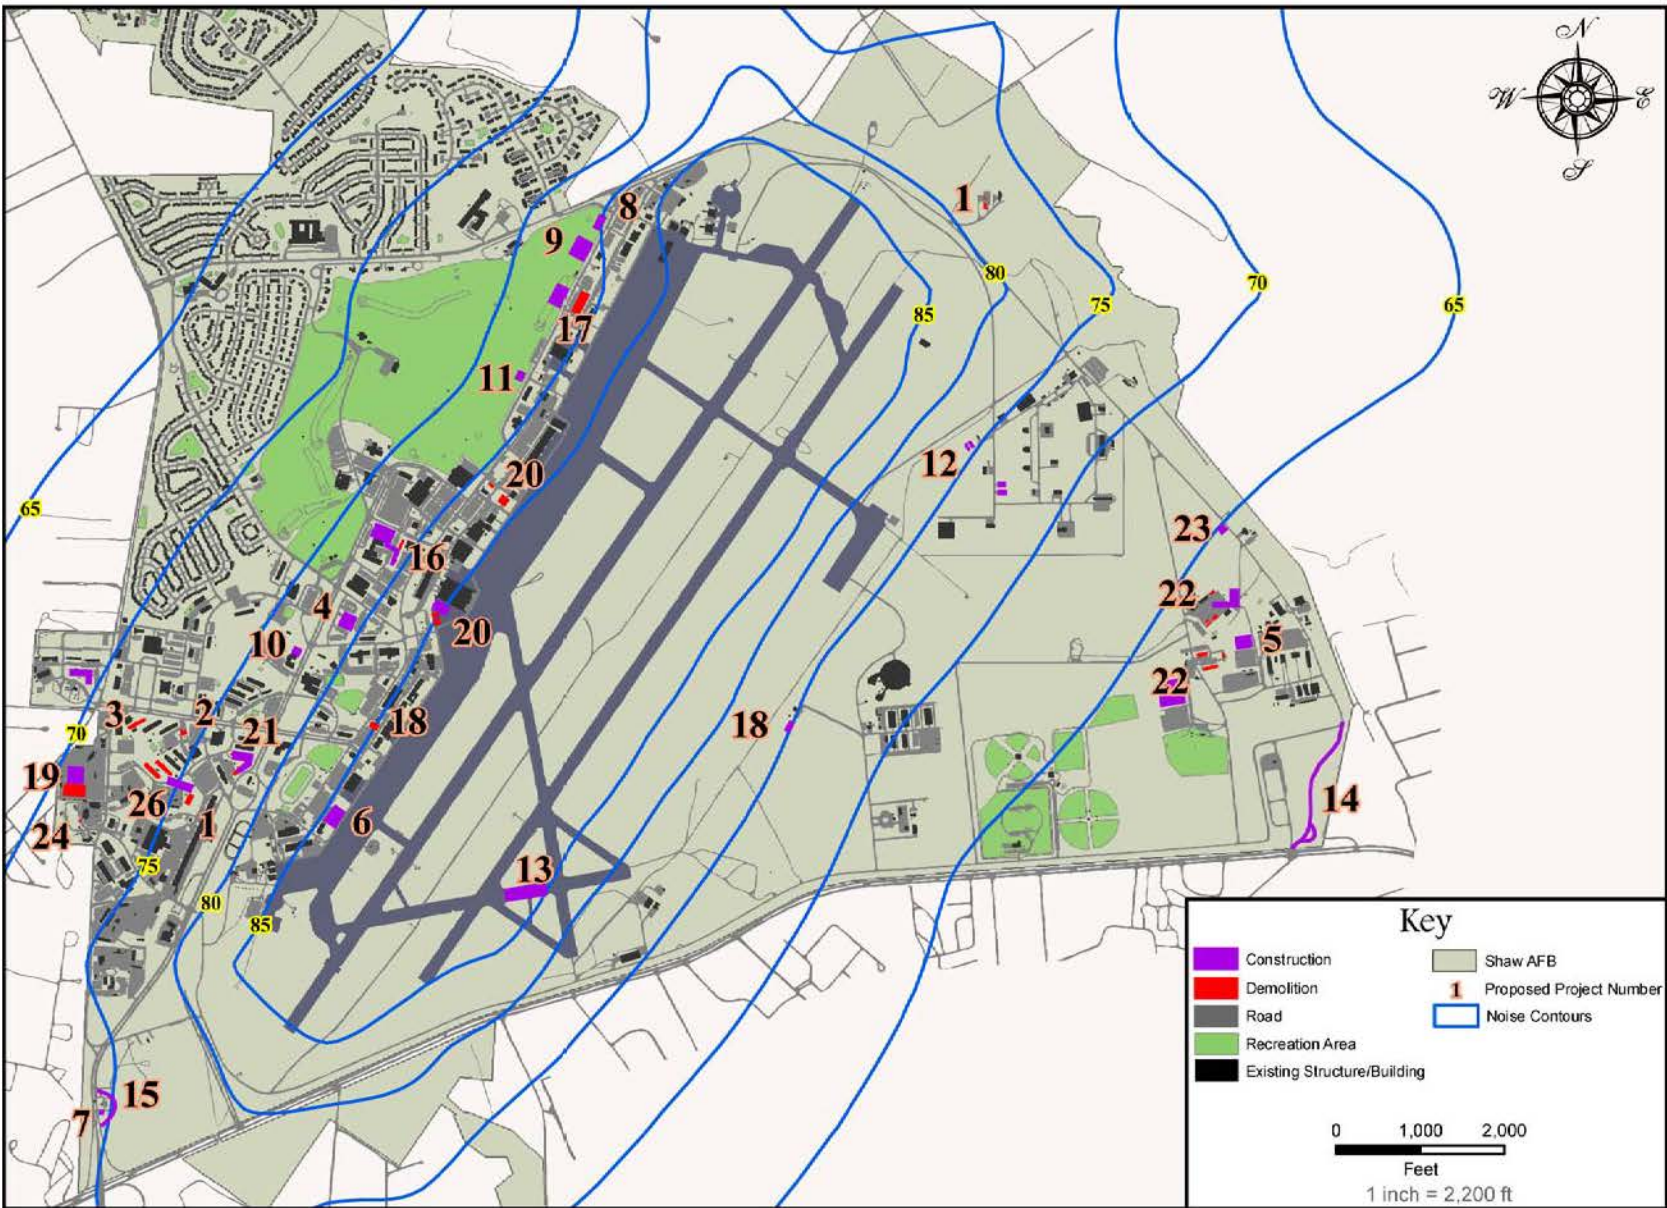 N
W
E
S
1
8
9
80
70
75
65
85
17
11
12
20
65
23
16
22
4
20
10
5
22
3
2
21
18
18
70
19
14
26
1
6
24
75
13
80
85
15
7
Key
Construction
Demolition
Road
Recreation Area
Existing Structure/Building
Shaw AFB
1 Proposed Project Number
Noise Contours
0 1,000 2,000
Feet
1 inch = 2,200 ft